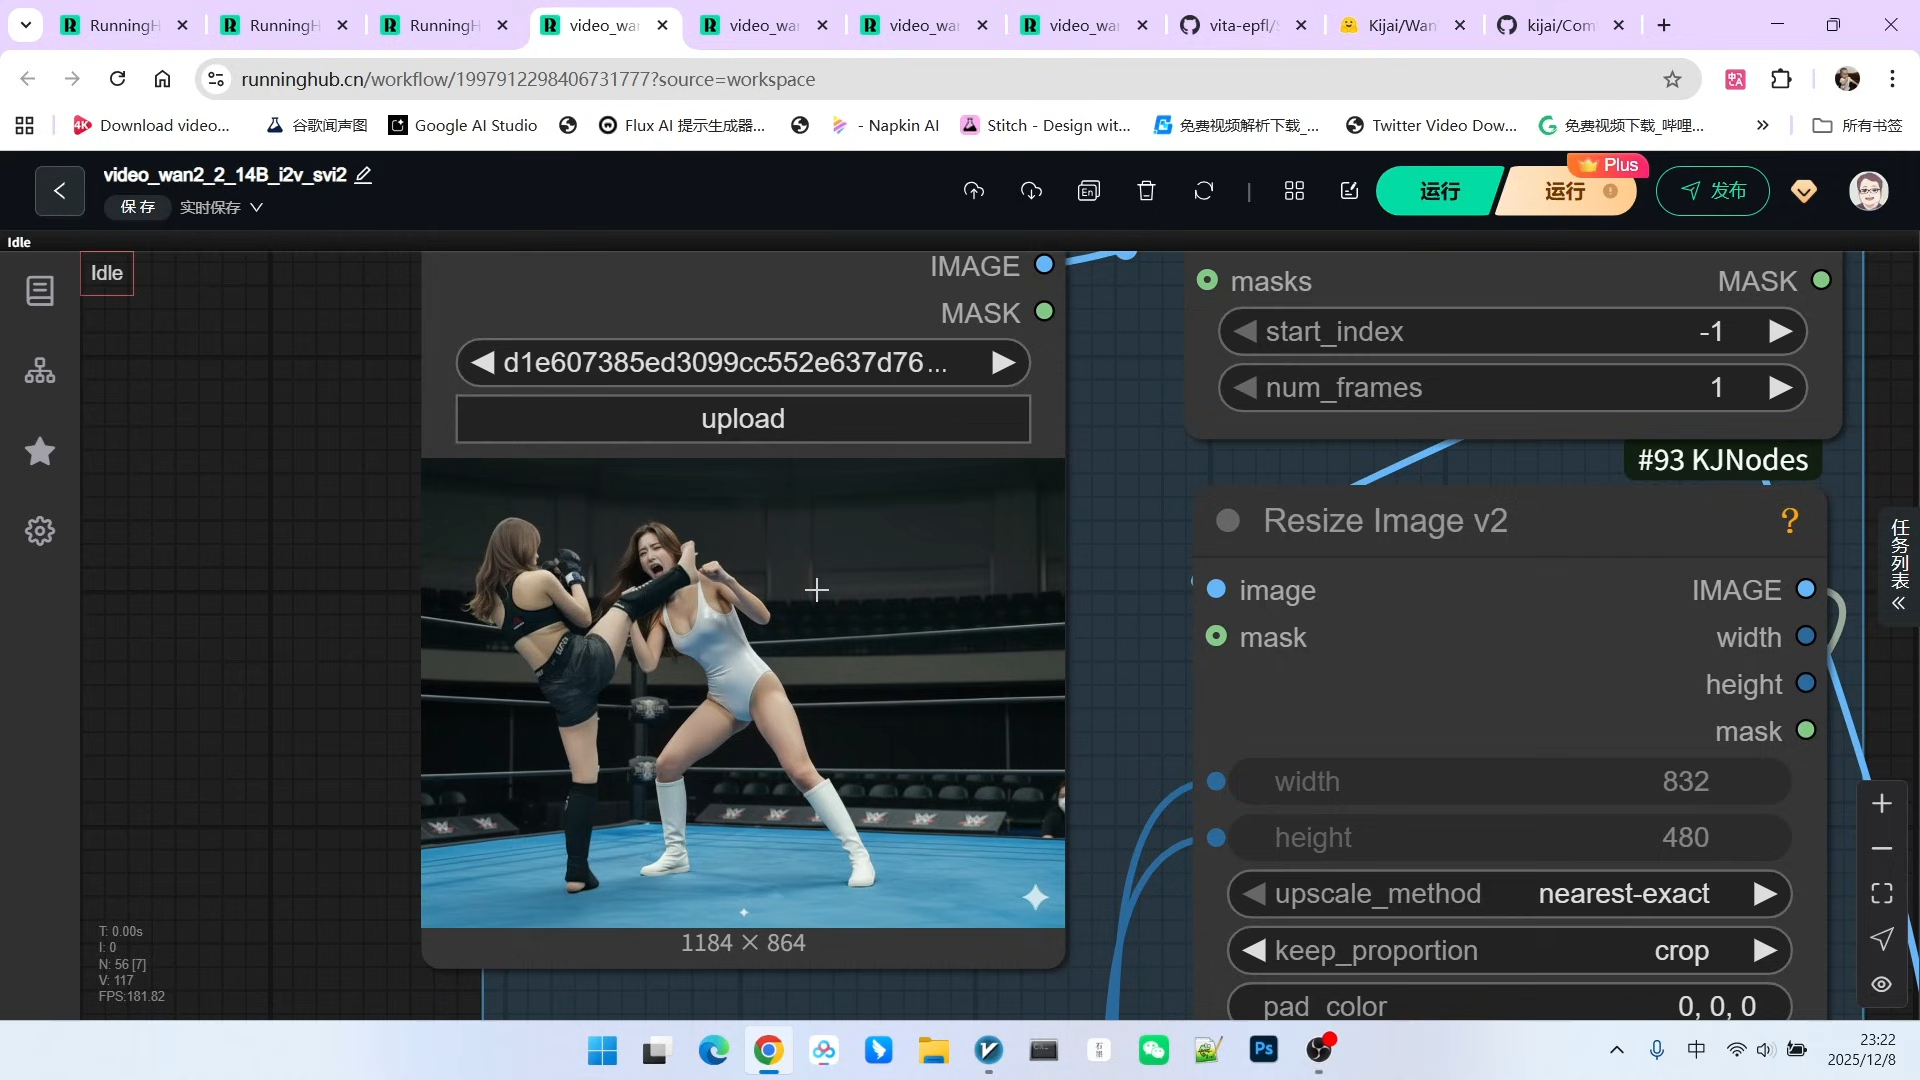 RunningH
RunningH
RunningH
video_wa
video_wa
video_wa
video_wa
vita-epfl/S
Kijai/Wan
kijai/Com
runninghub.cn/workflow/1997912298406731777?source=workspace
Download video...
谷歌闻声图
Google AI Studio
Flux AI 提示生成器...
- Napkin AI
Stitch - Design wit...
免费视频解析下载_...
Twitter Video Dow...
免费视频下载_哔哩...
所有书签
video_wan2_2_14B_i2v_svi2
保存
实时保存
En
运行
运行
Plus
发布
Idle
Idle
IMAGE
MASK
d1e607385ed3099cc552e637d76...
upload
1184 × 864
masks
MASK
start_index
-1
num_frames
1
#93 KJNodes
Resize Image v2
?
image
IMAGE
mask
width
height
mask
width
832
height
480
upscale_method
nearest-exact
keep_proportion
crop
pad_color
0, 0, 0
任务列表
T: 0.00s
I: 0
N: 56 [7]
V: 117
FPS:181.82
Ps
中
23:22
2025/12/8